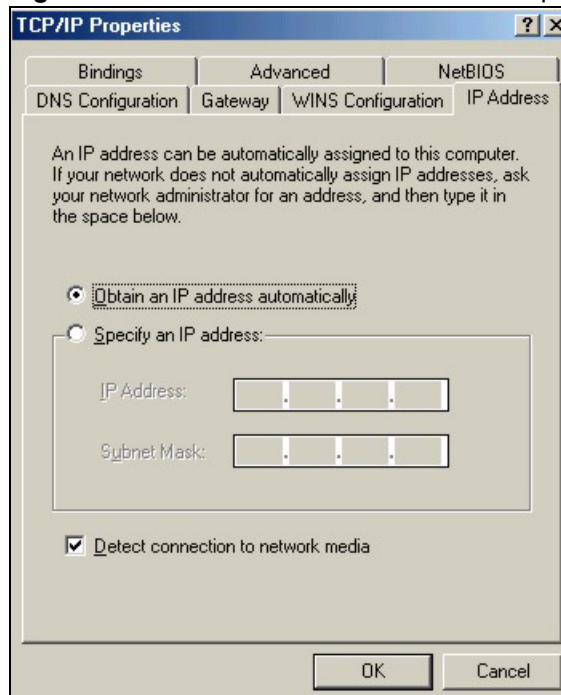 TCP/IP Properties
Bindings Advanced NetBIOS
DNS Configuration Gateway WINS Configuration IP Address
An IP address can be automatically assigned to this computer.
If your network does not automatically assign IP addresses, ask
your network administrator for an address, and then type it in
the space below.
Obtain an IP address automatically
Specify an IP address:
IP Address:
Subnet Mask:
Detect connection to network media
OK Cancel